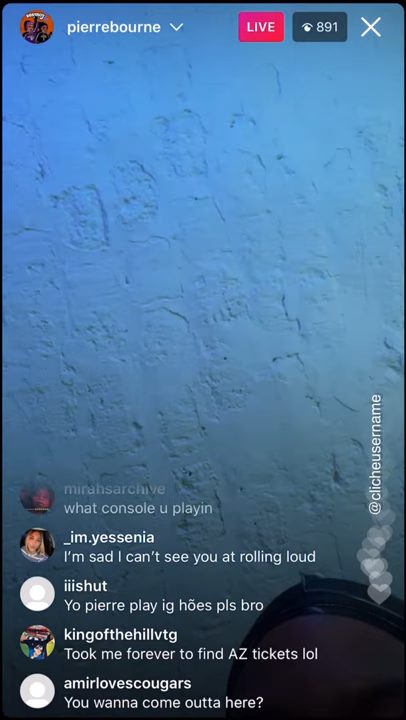 pierrebourne
LIVE
891
@clicheusername
mirahsarchive
what console u playin
_im.yessenia
I'm sad I can't see you at rolling loud
iiishut
Yo pierre play ig hões pls bro
kingofthehillvtg
Took me forever to find AZ tickets lol
amirlovescougars
You wanna come outta here?